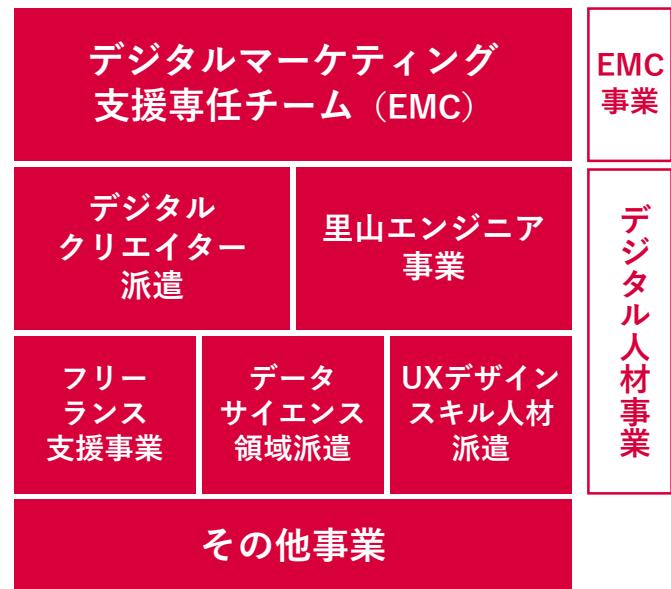 デジタルマーケティング
支援専任チーム（EMC）
EMC
事業
デジタル
クリエイター
派遣
里山エンジニア
事業
フリー
ランス
支援事業
データ
サイエンス
領域派遣
UXデザイン
スキル人材
派遣
デジタル人材事業
その他事業